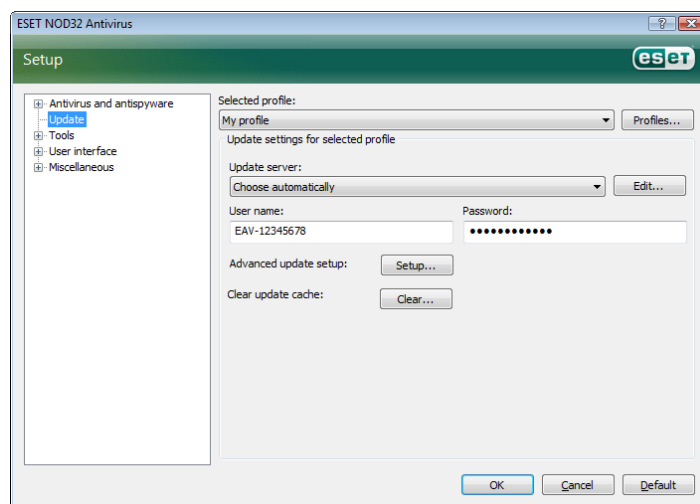 ESET NOD32 Antivirus
Setup
eseT
Antivirus and antispyware
Update
Tools
User interface
Miscellaneous
Selected profile:
My profile
Profiles...
Update settings for selected profile
Update server:
Choose automatically
Edit...
User name:
Password:
EAV-12345678
••••••••••••
Advanced update setup:
Setup...
Clear update cache:
Clear...
OK
Cancel
Default